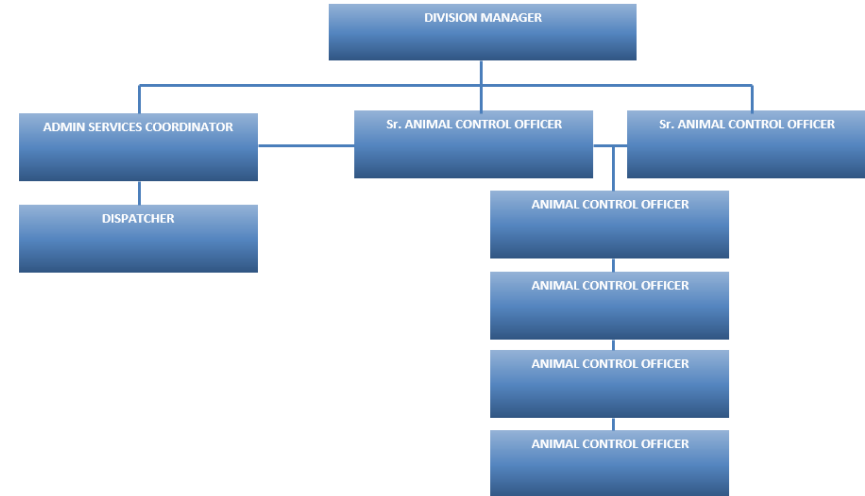 DIVISION MANAGER
ADMIN SERVICES COORDINATOR
Sr. ANIMAL CONTROL OFFICER
Sr. ANIMAL CONTROL OFFICER
DISPATCHER
ANIMAL CONTROL OFFICER
ANIMAL CONTROL OFFICER
ANIMAL CONTROL OFFICER
ANIMAL CONTROL OFFICER